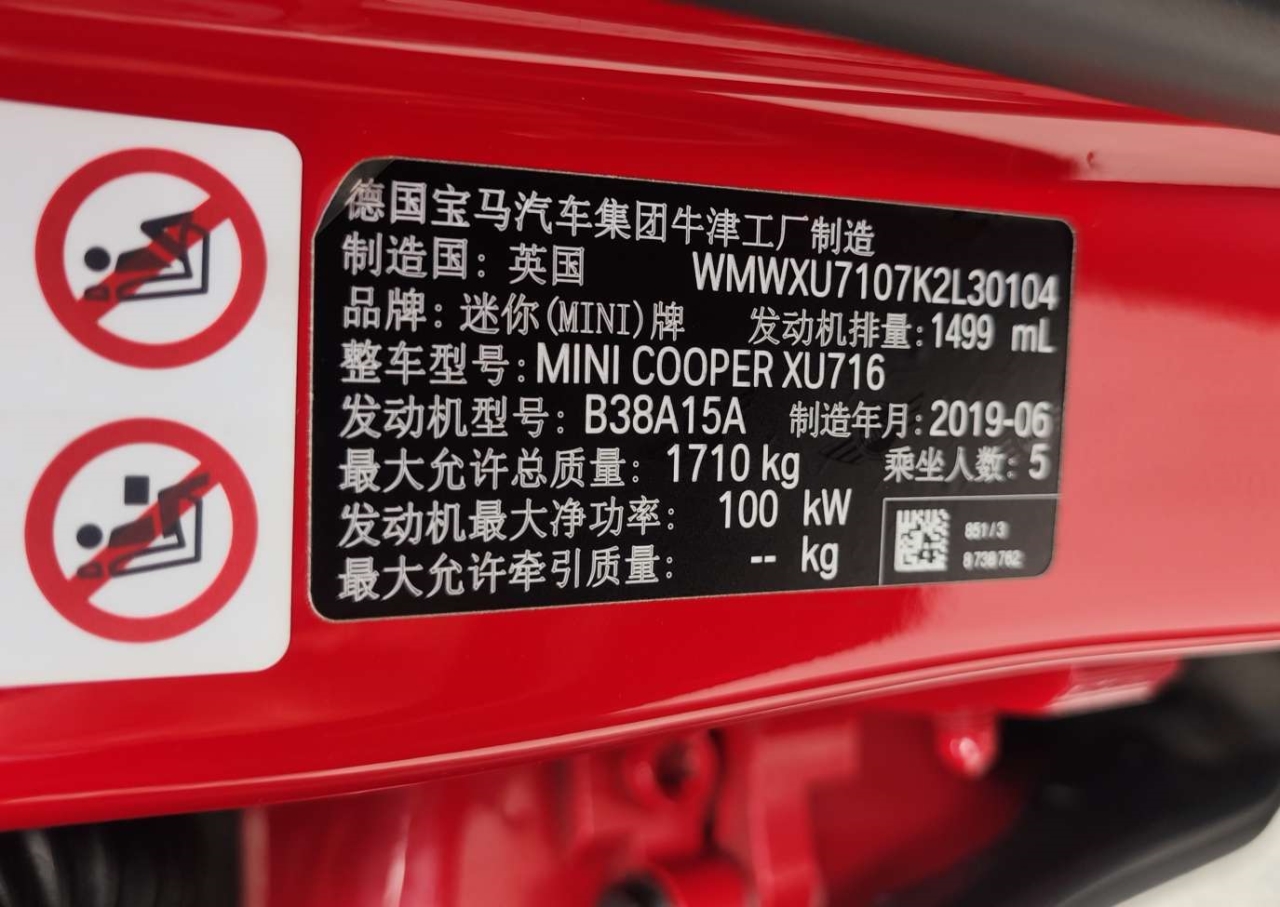 德国宝马汽车集团牛津工厂制造
制造国：英国 WMWXU7107K2L30104
品牌：迷你(MINI)牌 发动机排量：1499 mL
整车型号：MINI COOPER XU716
发动机型号：B38A15A 制造年月：2019-06
最大允许总质量：1710 kg 乘坐人数：5
发动机最大净功率：100 kW
最大允许牵引质量：-- kg
851/3
8738762